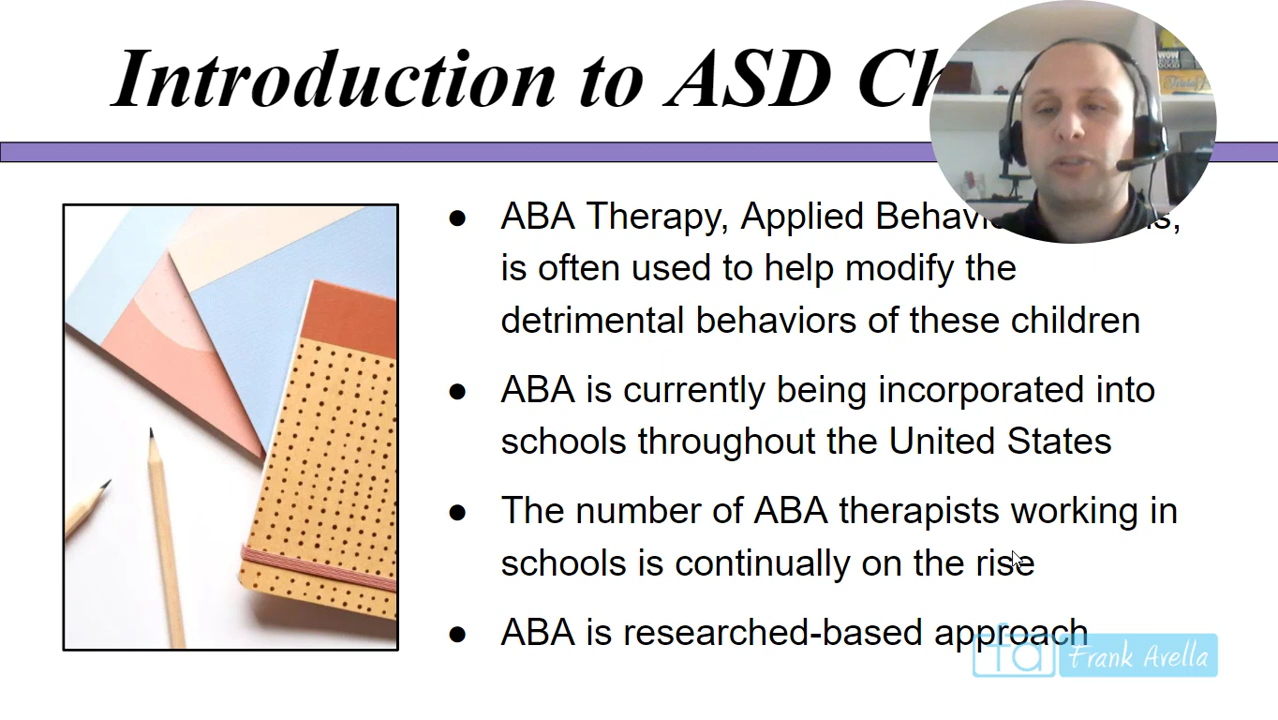 Introduction to ASD
ABA Therapy, Applied
is often used to help modify the
detrimental behaviors of these children
ABA is currently being incorporated into
schools throughout the United States
The number of ABA therapists working in
schools is continually on the rise
ABA is researched-based approach
fa Frank Avella
WOW